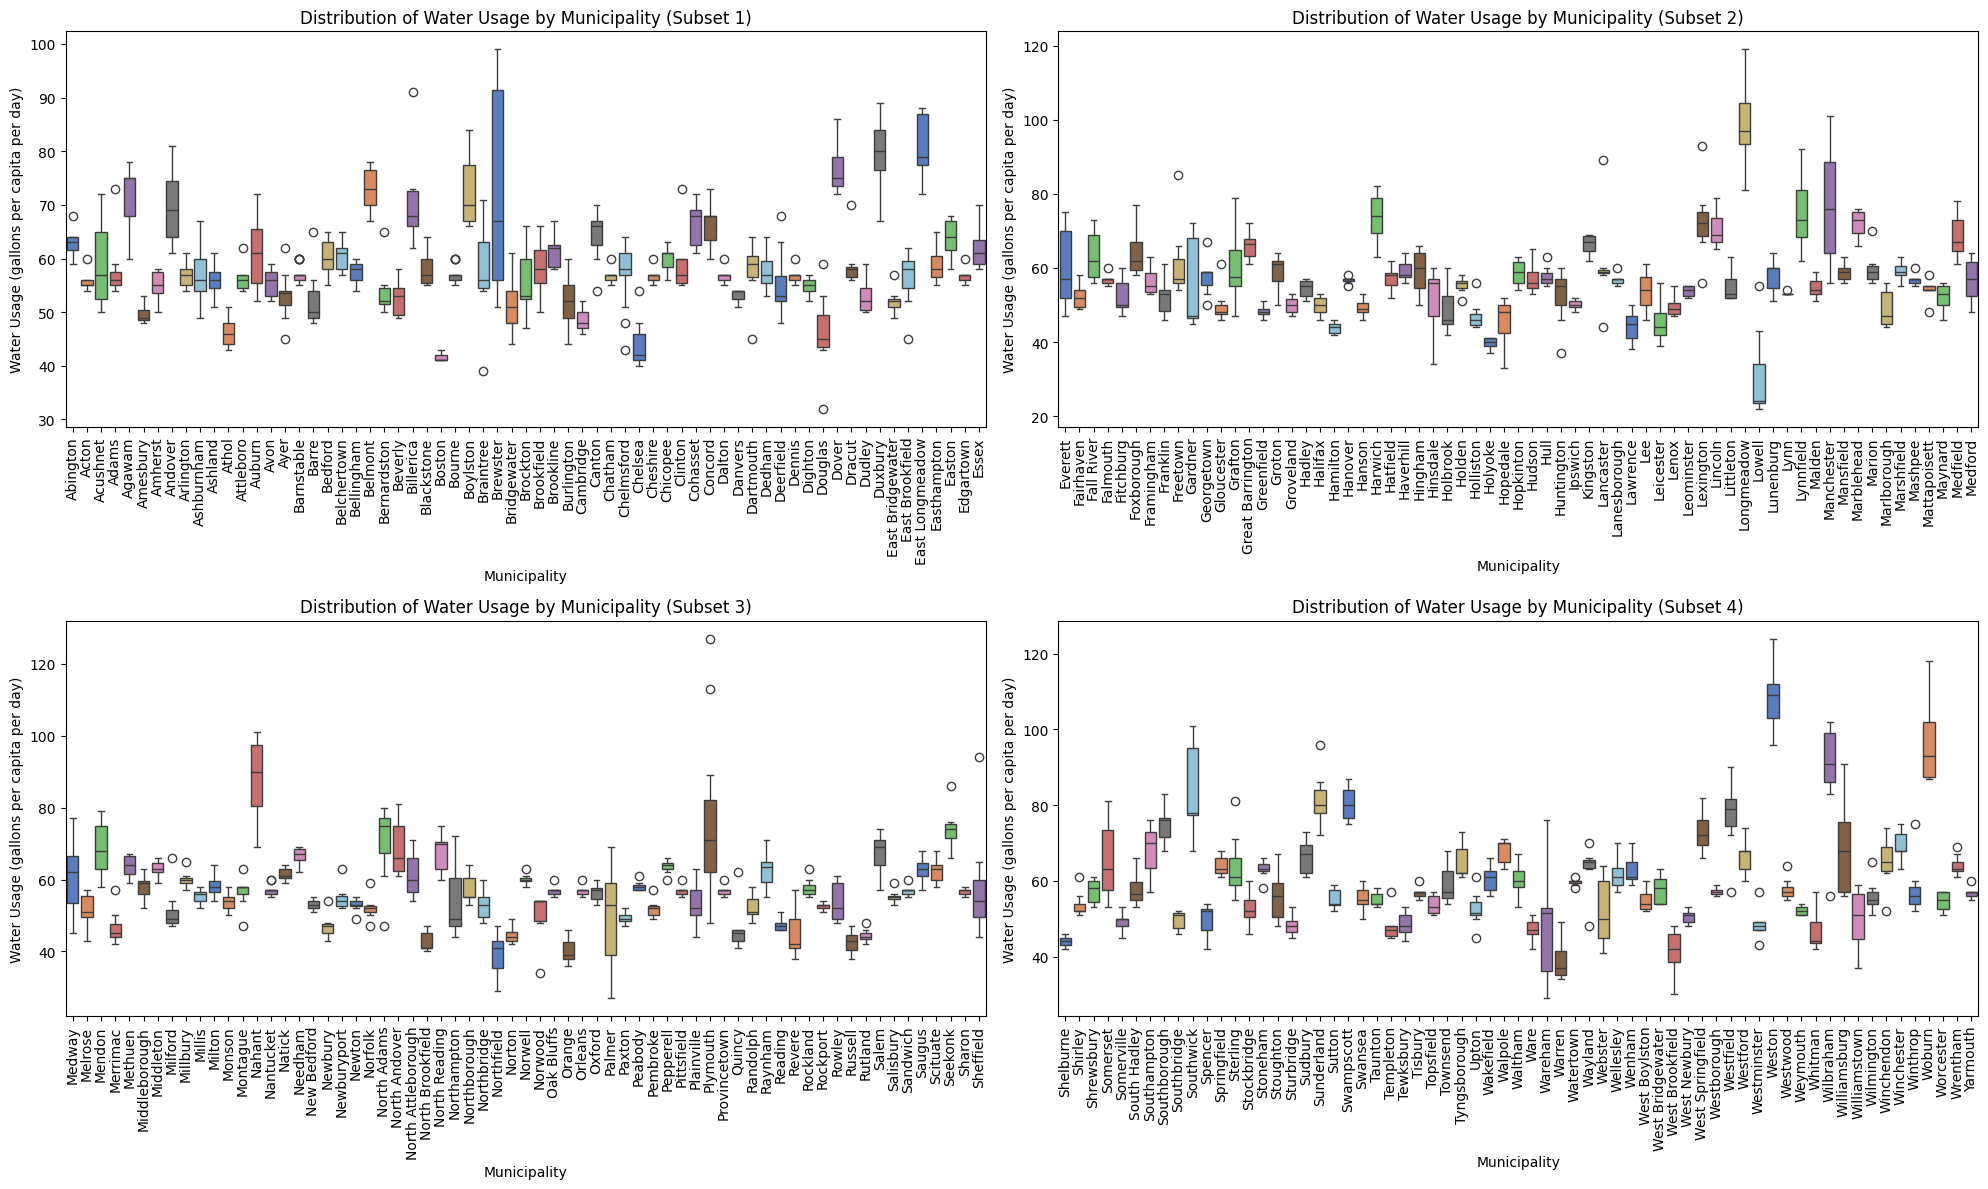 Distribution of Water Usage by Municipality (Subset 1)
Water Usage (gallons per capita per day)
100
90
80
70
60
50
40
30
Abington
Acton
Acushnet
Adams
Agawam
Amesbury
Amherst
Andover
Arlington
Ashburnham
Ashland
Athol
Attleboro
Auburn
Avon
Ayer
Barnstable
Barre
Bedford
Belchertown
Bellingham
Belmont
Bernardston
Beverly
Billerica
Blackstone
Boston
Bourne
Boylston
Braintree
Brewster
Bridgewater
Brockton
Brookfield
Brookline
Burlington
Cambridge
Canton
Chatham
Chelmsford
Chelsea
Cheshire
Chicopee
Clinton
Cohasset
Concord
Dalton
Danvers
Dartmouth
Dedham
Deerfield
Dennis
Dighton
Douglas
Dover
Dracut
Dudley
Duxbury
East Bridgewater
East Brookfield
East Longmeadow
Easthampton
Easton
Edgartown
Essex
Municipality
Distribution of Water Usage by Municipality (Subset 2)
Water Usage (gallons per capita per day)
120
100
80
60
40
20
Everett
Fairhaven
Fall River
Falmouth
Fitchburg
Foxborough
Framingham
Franklin
Freetown
Gardner
Georgetown
Gloucester
Grafton
Great Barrington
Greenfield
Groton
Groveland
Hadley
Halifax
Hamilton
Hanover
Hanson
Harwich
Hatfield
Haverhill
Hingham
Hinsdale
Holbrook
Holden
Holliston
Holyoke
Hopedale
Hopkinton
Hudson
Hull
Huntington
Ipswich
Kingston
Lancaster
Lanesborough
Lawrence
Lee
Leicester
Lenox
Leominster
Lexington
Lincoln
Littleton
Longmeadow
Lowell
Lunenburg
Lynn
Lynnfield
Malden
Manchester
Mansfield
Marblehead
Marion
Marlborough
Marshfield
Mashpee
Mattapoisett
Maynard
Medfield
Medford
Municipality
Distribution of Water Usage by Municipality (Subset 3)
Water Usage (gallons per capita per day)
120
100
80
60
40
Medway
Melrose
Mendon
Merrimac
Methuen
Middleborough
Middleton
Milford
Millbury
Millis
Milton
Monson
Montague
Nahant
Nantucket
Natick
Needham
New Bedford
Newbury
Newburyport
Newton
Norfolk
North Adams
North Andover
North Attleboro
North Brookfield
North Reading
Northampton
Northborough
Northbridge
Northfield
Norton
Norwell
Norwood
Oak Bluffs
Orange
Orleans
Oxford
Palmer
Paxton
Peabody
Pembroke
Pepperell
Pittsfield
Plainville
Plymouth
Provincetown
Quincy
Randolph
Raynham
Reading
Revere
Rockland
Rockport
Rowley
Russell
Rutland
Salem
Salisbury
Sandwich
Saugus
Scituate
Seekonk
Sharon
Sheffield
Municipality
Distribution of Water Usage by Municipality (Subset 4)
Water Usage (gallons per capita per day)
120
100
80
60
40
Shelburne
Shirley
Shrewsbury
Somerset
Somerville
South Hadley
Southampton
Southborough
Southbridge
Southwick
Spencer
Springfield
Sterling
Stockbridge
Stoneham
Stoughton
Sturbridge
Sudbury
Sunderland
Sutton
Swampscott
Swansea
Taunton
Templeton
Tewksbury
Tisbury
Topsfield
Townsend
Tyngsborough
Upton
Wakefield
Walpole
Waltham
Ware
Wareham
Warren
Watertown
Wayland
Webster
Wellesley
Wenham
West Boylston
West Bridgewater
West Brookfield
West Newbury
West Springfield
Westborough
Westfield
Westford
Westminster
Weston
Westwood
Weymouth
Whitman
Wilbraham
Williamsburg
Williamstown
Winchendon
Winchester
Winthrop
Woburn
Worcester
Wrentham
Yarmouth
Municipality